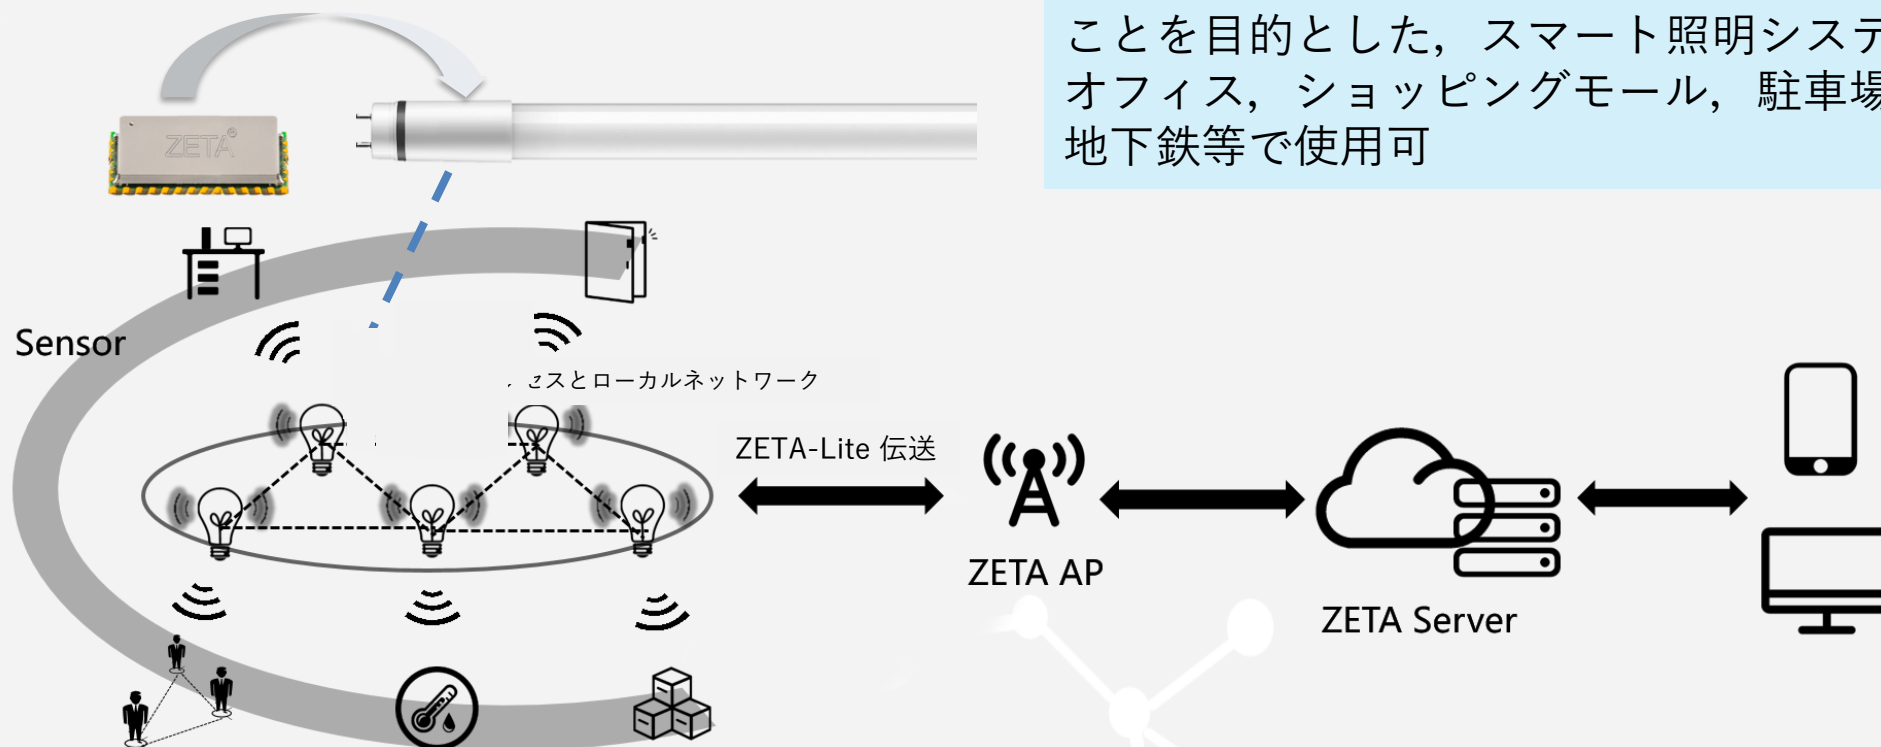 ことを目的とした，スマート照明システ
オフィス，ショッピングモール，駐車場
地下鉄等で使用可
ZETA®
Sensor
セスとローカルネットワーク
ZETA-Lite 伝送
ZETA AP
ZETA Server